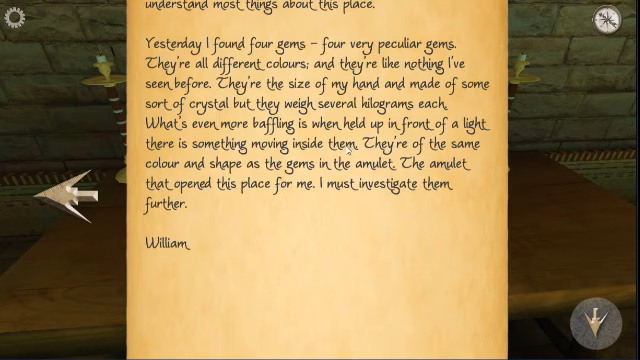 understand most things about this place.
Yesterday I found four gems – four very peculiar gems.
They're all different colours; and they're like nothing I've
seen before. They're the size of my hand and made of some
sort of crystal but they weigh several kilograms each.
What's even more baffling is when held up in front of a light
there is something moving inside them. They're of the same
colour and shape as the gems in the amulet. The amulet
that opened this place for me. I must investigate them
further.
William